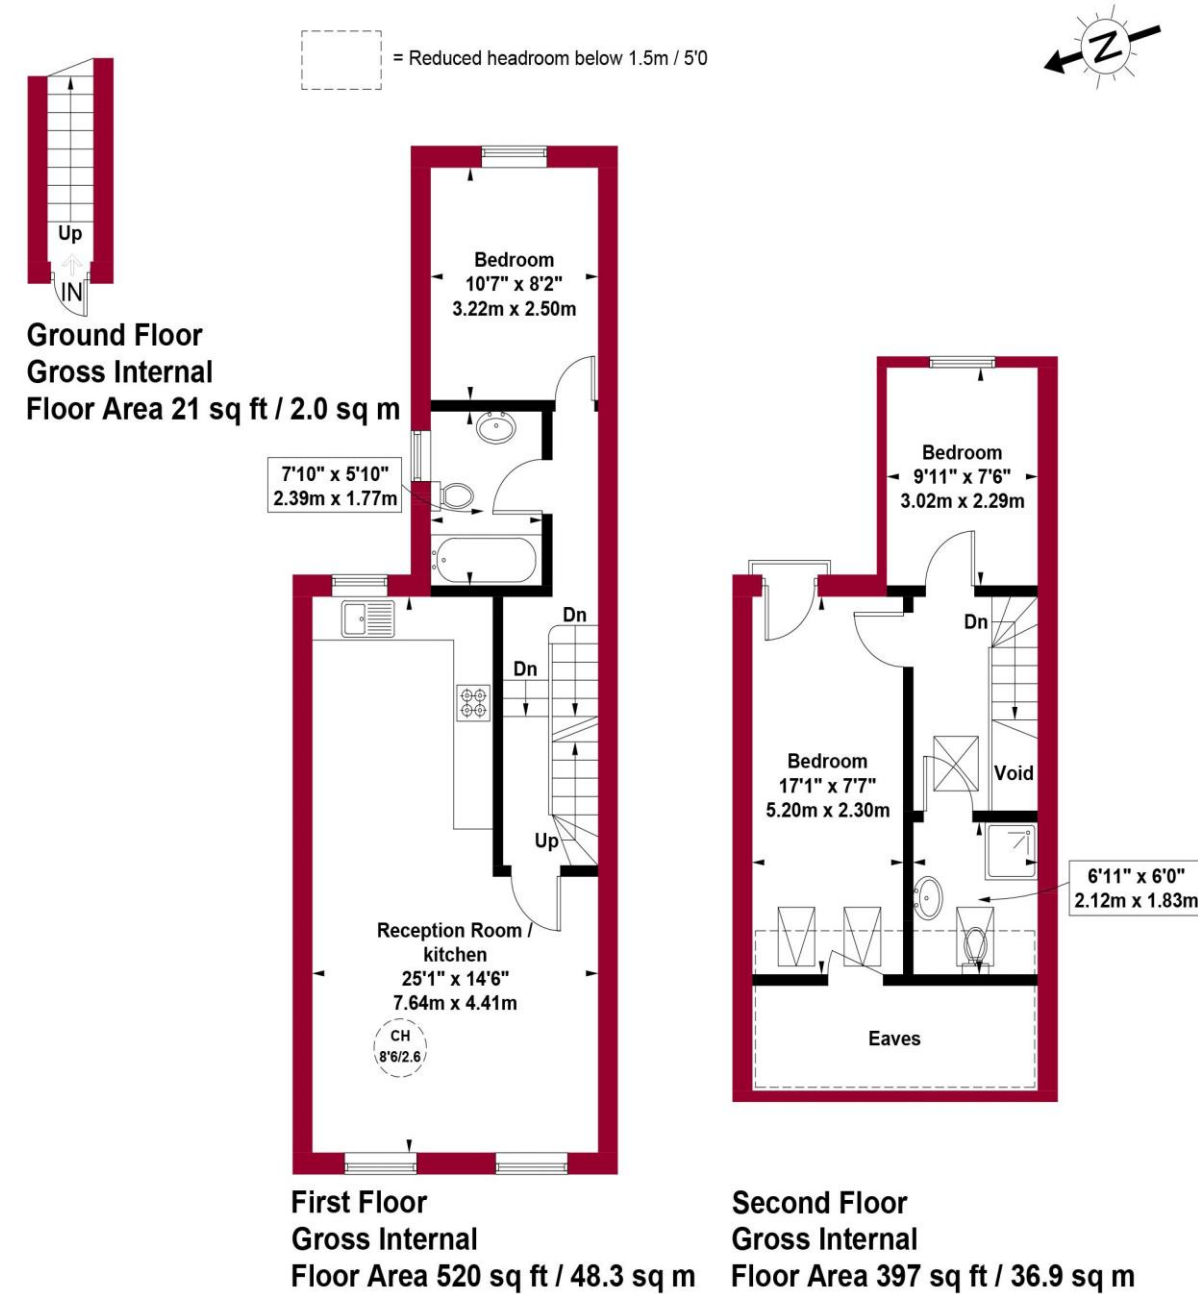 = Reduced headroom below 1.5m / 5'0
N
Up
IN
Ground Floor
Gross Internal
Floor Area 21 sq ft / 2.0 sq m
Bedroom
10'7" x 8'2"
3.22m x 2.50m
7'10" x 5'10"
2.39m x 1.77m
Dn
Dn
Up
Reception Room /
kitchen
25'1" x 14'6"
7.64m x 4.41m
CH
8'6/2.6
First Floor
Gross Internal
Floor Area 520 sq ft / 48.3 sq m
Bedroom
9'11" x 7'6"
3.02m x 2.29m
Dn
Bedroom
17'1" x 7'7"
5.20m x 2.30m
Void
6'11" x 6'0"
2.12m x 1.83m
Eaves
Second Floor
Gross Internal
Floor Area 397 sq ft / 36.9 sq m